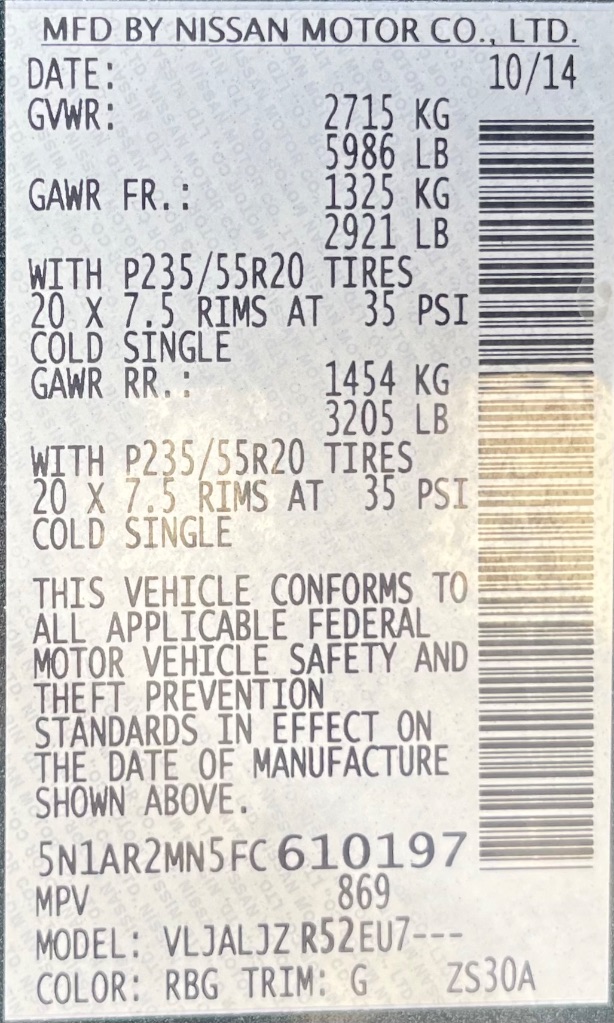 MFD BY NISSAN MOTOR CO., LTD.
DATE: 10/14
GVWR: 2715 KG
5986 LB
GAWR FR.: 1325 KG
2921 LB
WITH P235/55R20 TIRES
20 X 7.5 RIMS AT 35 PSI
COLD SINGLE
GAWR RR.: 1454 KG
3205 LB
WITH P235/55R20 TIRES
20 X 7.5 RIMS AT 35 PSI
COLD SINGLE
THIS VEHICLE CONFORMS TO
ALL APPLICABLE FEDERAL
MOTOR VEHICLE SAFETY AND
THEFT PREVENTION
STANDARDS IN EFFECT ON
THE DATE OF MANUFACTURE
SHOWN ABOVE.
5N1AR2MN5FC 610197
MPV 869
MODEL: VLJALJZ R52EU7---
COLOR: RBG TRIM: G ZS30A